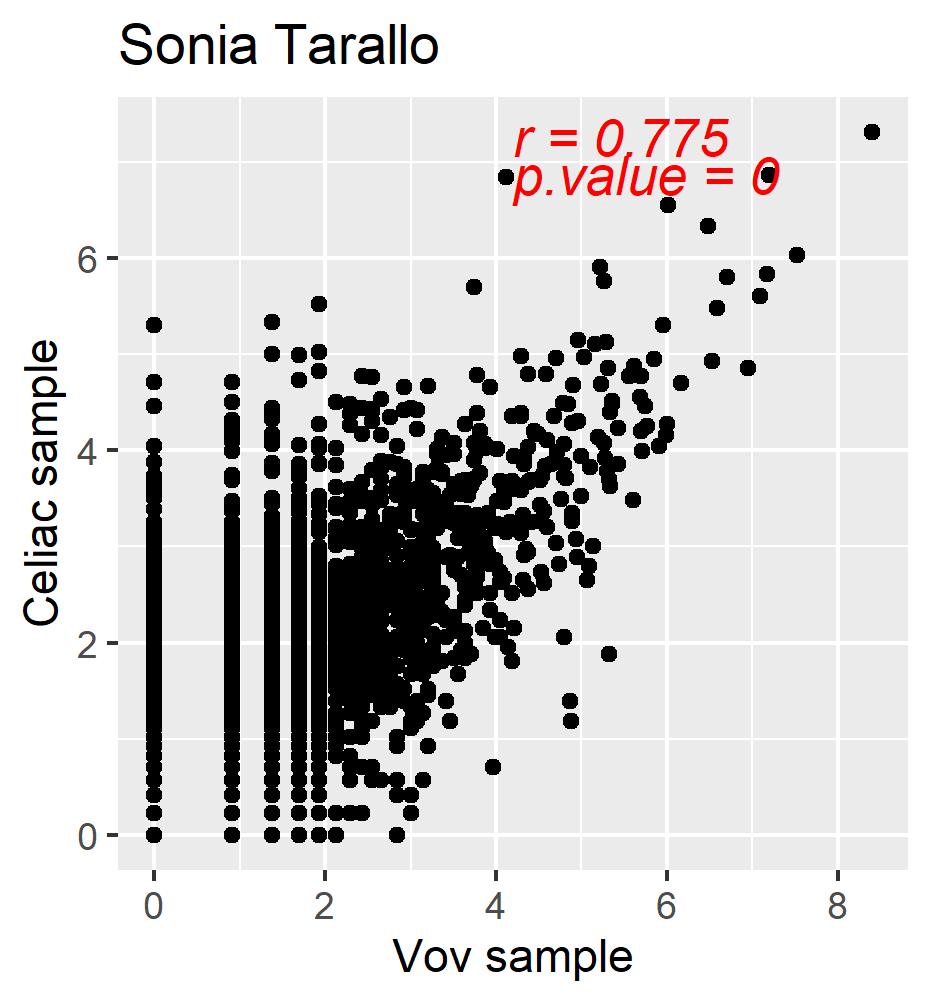 Sonia Tarallo
r = 0.775
p.value = 0
6
4
2
0
Celiac sample
0 2 4 6 8
Vov sample